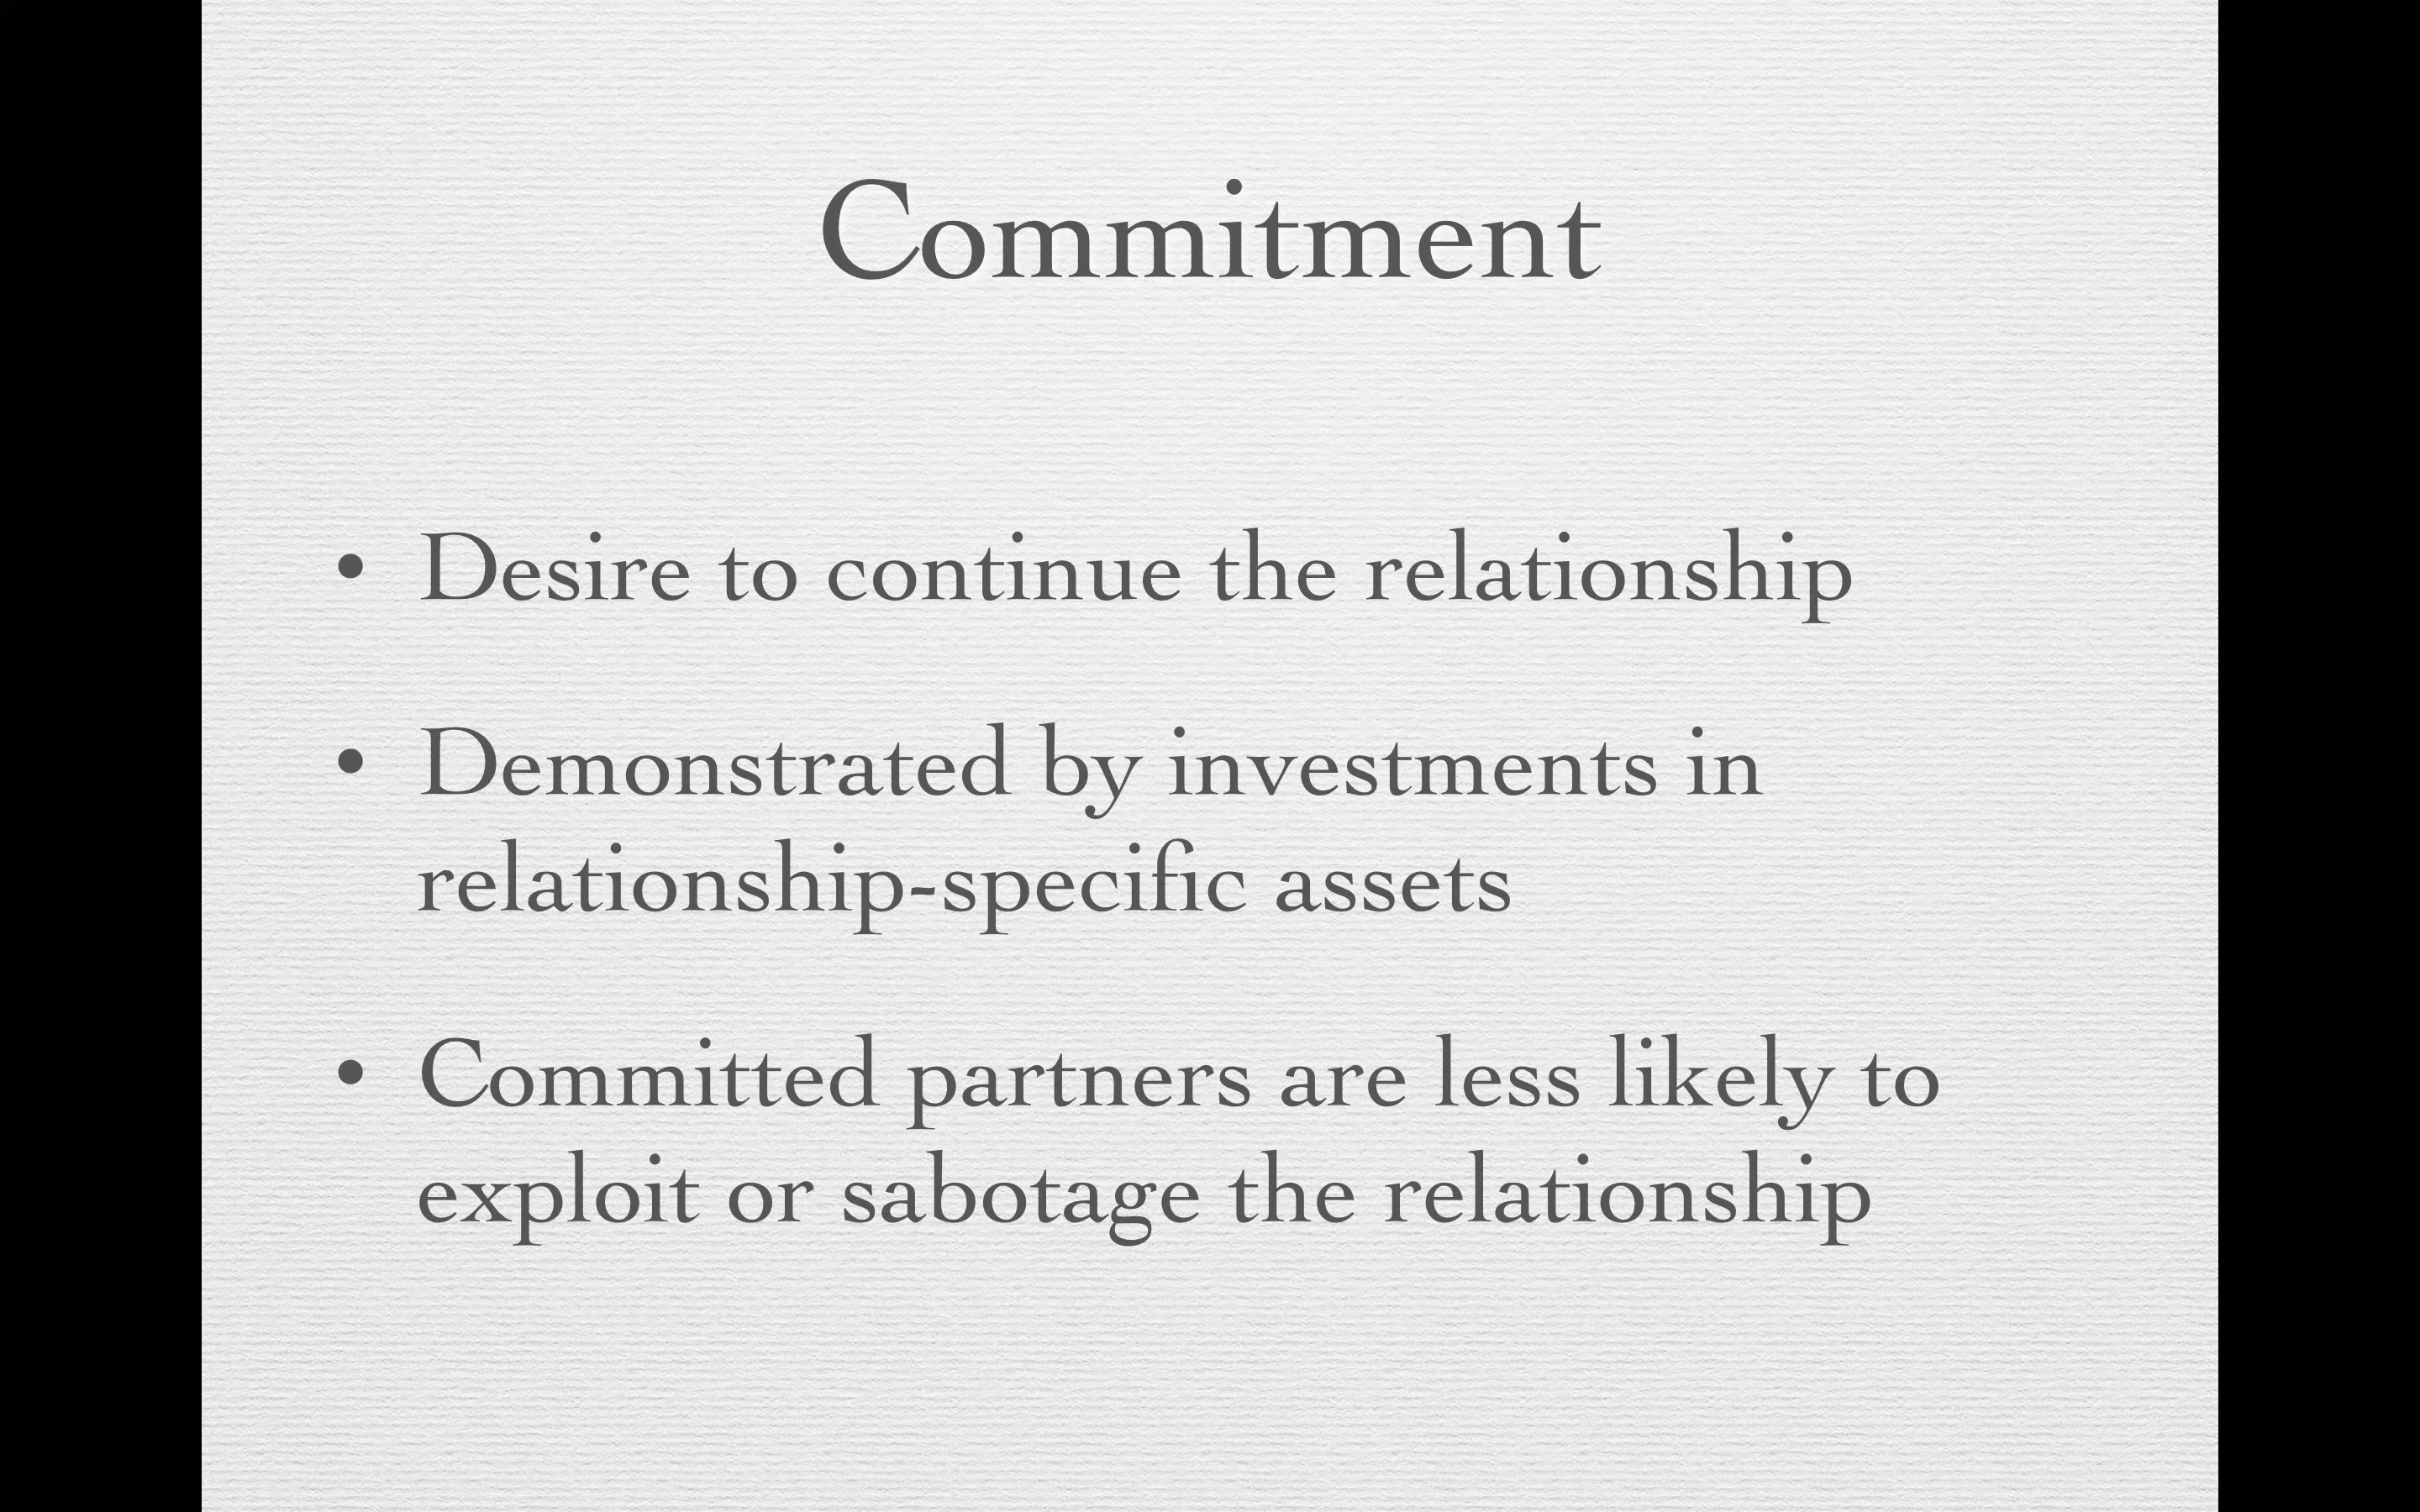 Commitment
• Desire to continue the relationship
• Demonstrated by investments in
relationship-specific assets
• Committed partners are less likely to
exploit or sabotage the relationship